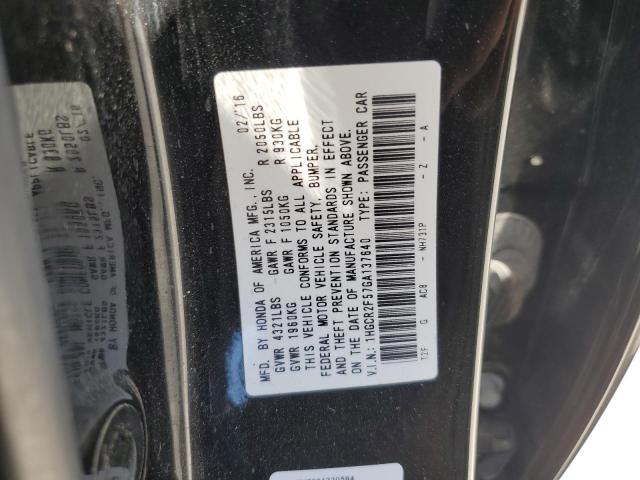 MFD. BY HONDA OF AMERICA MFG., INC. 02/16
GVWR 4321LBS GAWR F 2315LBS R 2050LBS
GVWR 1960KG GAWR F 1050KG R 930KG
THIS VEHICLE CONFORMS TO ALL APPLICABLE
FEDERAL MOTOR VEHICLE SAFETY, BUMPER,
AND THEFT PREVENTION STANDARDS IN EFFECT
ON THE DATE OF MANUFACTURE SHOWN ABOVE.
V.I.N.: 1HGCR2F57GA137640 TYPE: PASSENGER CAR
T2F G AC8 - NH731P - Z - A